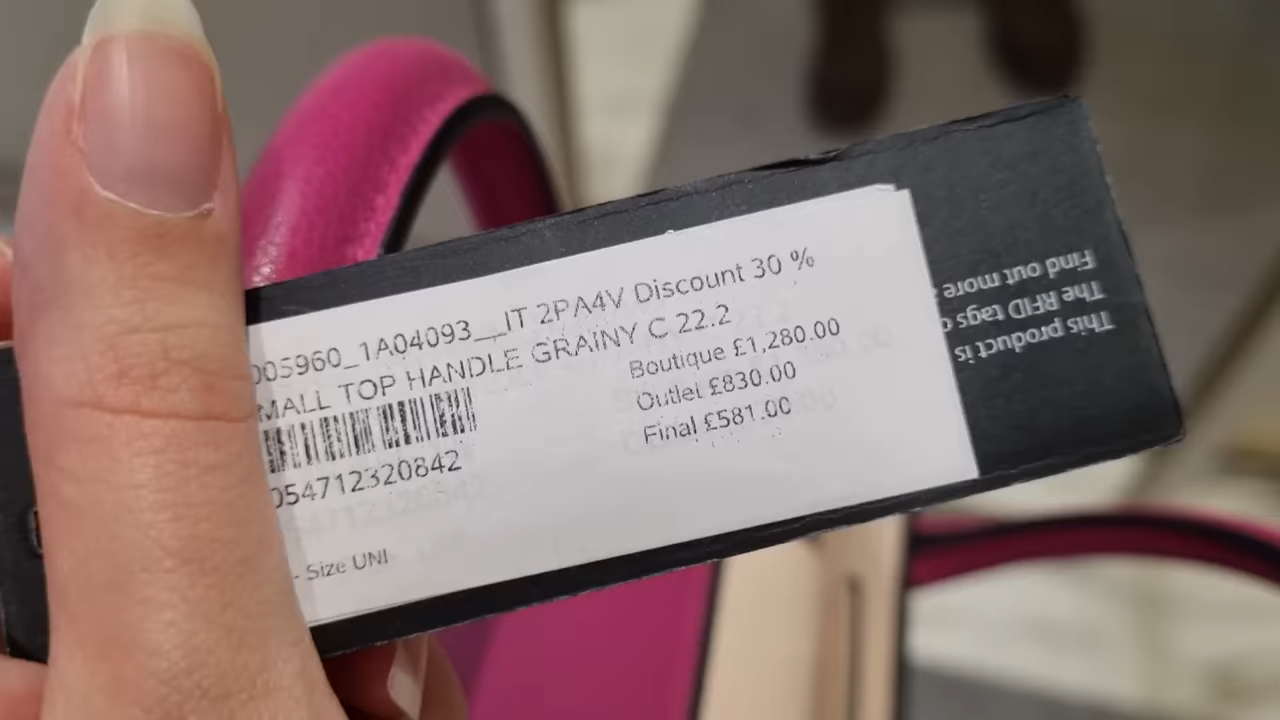 005960_1A04093__IT 2PA4V Discount 30 %
MALL TOP HANDLE GRAINY C 22.2
Boutique £1,280.00
Outlet £830.00
Final £581.00
054712320842
- Size UNI
This product is
The RFID tags
Find out more